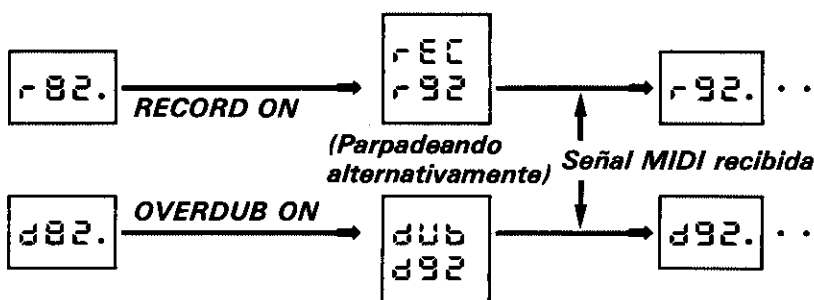 rEC
r82.
r92
r92. . .
RECORD ON
(Parpadeando
alternativamente)
Señal MIDI recibida
OVERDUB ON
d82.
dUb
d92
d92. . .